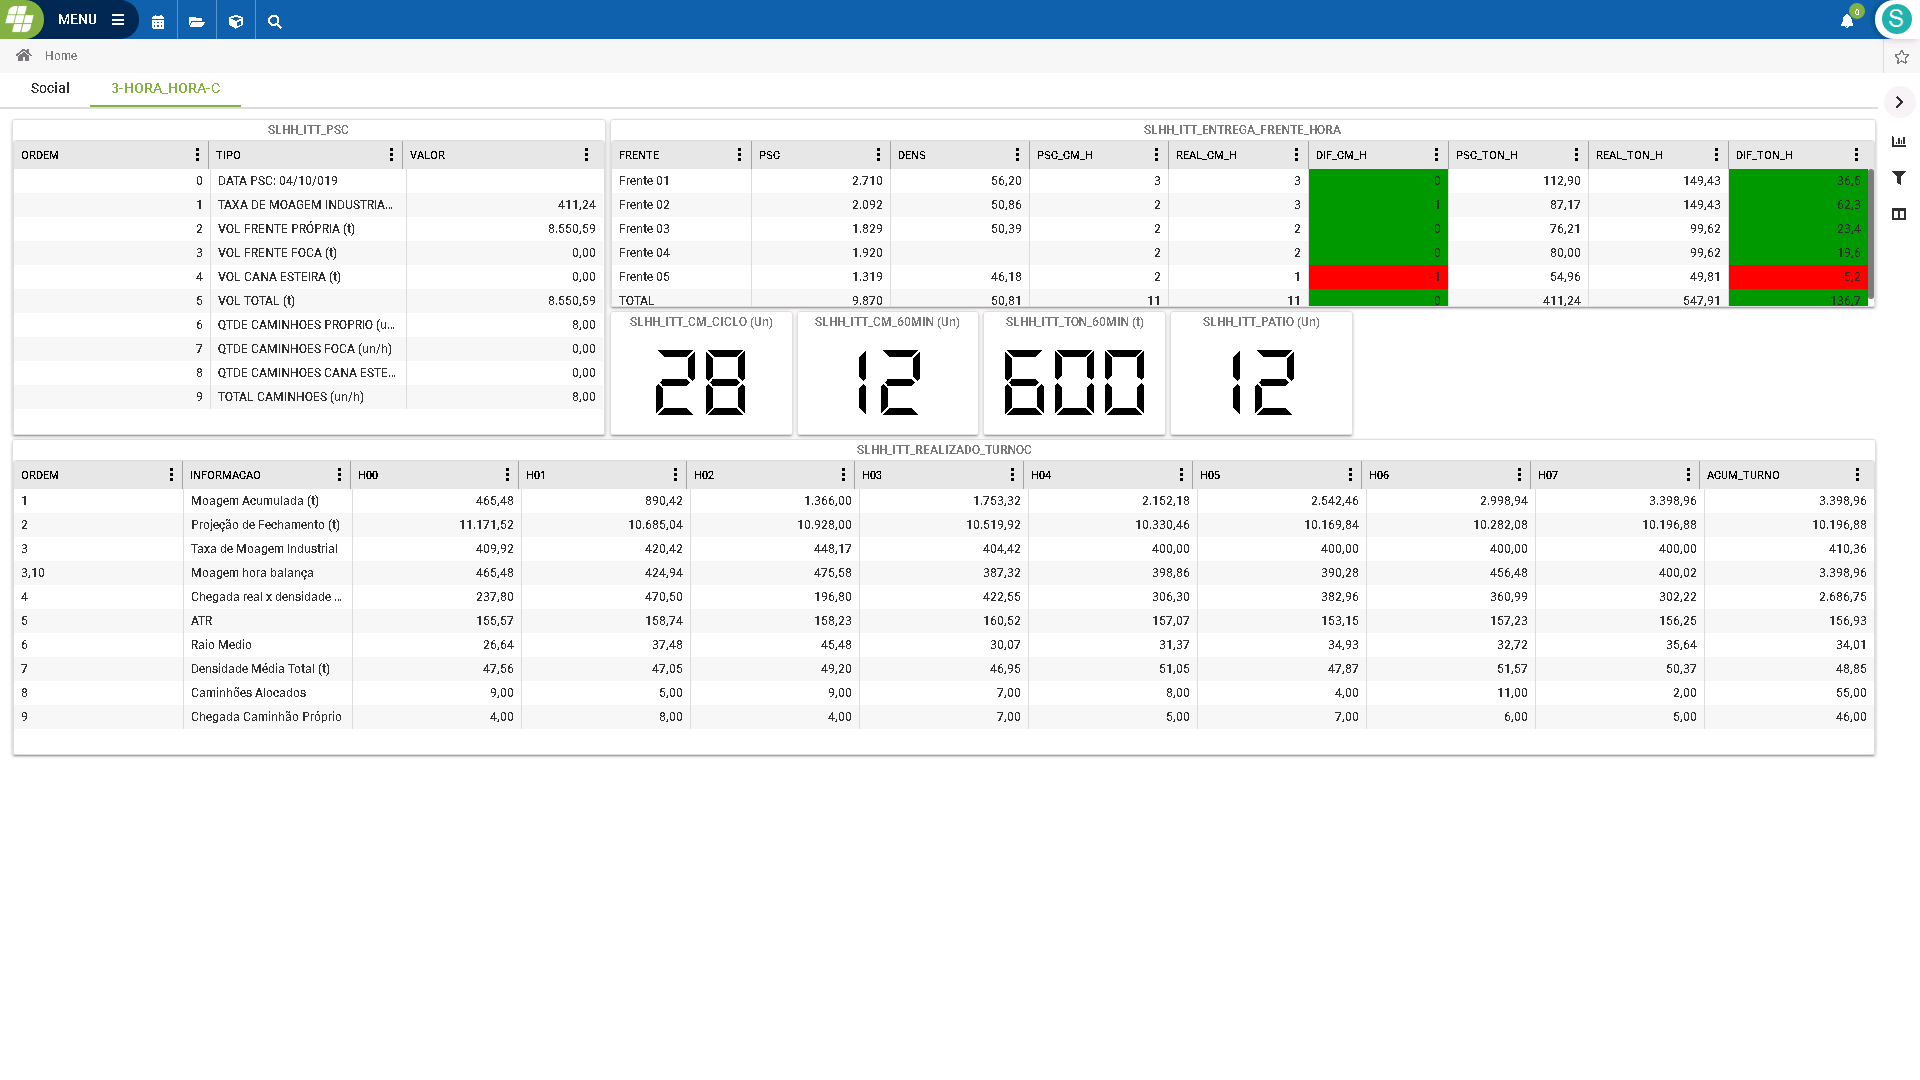 MENU
0
S
Home
Social 3-HORA_HORA-C
SLHH_ITT_PSC
ORDEM TIPO VALOR
0 DATA PSC: 04/10/019
1 TAXA DE MOAGEM INDUSTRIA... 411,24
2 VOL FRENTE PRÓPRIA (t) 8.550,59
3 VOL FRENTE FOCA (t) 0,00
4 VOL CANA ESTEIRA (t) 0,00
5 VOL TOTAL (t) 8.550,59
6 QTDE CAMINHOES PROPRIO (u... 8,00
7 QTDE CAMINHOES FOCA (un/h) 0,00
8 QTDE CAMINHOES CANA ESTE... 0,00
9 TOTAL CAMINHOES (un/h) 8,00
SLHH_ITT_ENTREGA_FRENTE_HORA
FRENTE PSC DENS PSC_CM_H REAL_CM_H DIF_CM_H PSC_TON_H REAL_TON_H DIF_TON_H
Frente 01 2.710 56,20 3 3 0 112,90 149,43 36,5
Frente 02 2.092 50,86 2 3 1 87,17 149,43 62,3
Frente 03 1.829 50,39 2 2 0 76,21 99,62 23,4
Frente 04 1.920 2 2 0 80,00 99,62 19,6
Frente 05 1.319 46,18 2 1 -1 54,96 49,81 -5,2
TOTAL 9.870 50,81 11 11 0 411,24 547,91 136,7
SLHH_ITT_CM_CICLO (Un) SLHH_ITT_CM_60MIN (Un) SLHH_ITT_TON_60MIN (t) SLHH_ITT_PATIO (Un)
28 12 600 12
SLHH_ITT_REALIZADO_TURNOC
ORDEM INFORMACAO H00 H01 H02 H03 H04 H05 H06 H07 ACUM_TURNO
1 Moagem Acumulada (t) 465,48 890,42 1.366,00 1.753,32 2.152,18 2.542,46 2.998,94 3.398,96 3.398,96
2 Projeção de Fechamento (t) 11.171,52 10.685,04 10.928,00 10.519,92 10.330,46 10.169,84 10.282,08 10.196,88 10.196,88
3 Taxa de Moagem Industrial 409,92 420,42 448,17 404,42 400,00 400,00 400,00 400,00 410,36
3,10 Moagem hora balança 465,48 424,94 475,58 387,32 398,86 390,28 456,48 400,02 3.398,96
4 Chegada real x densidade ... 237,80 470,50 196,80 422,55 306,30 382,96 360,99 302,22 2.686,75
5 ATR 155,57 158,74 158,23 160,52 157,07 153,15 157,23 156,25 156,93
6 Raio Medio 26,64 37,48 45,48 30,07 31,37 34,93 32,72 35,64 34,01
7 Densidade Média Total (t) 47,56 47,05 49,20 46,95 51,05 47,87 51,57 50,37 48,85
8 Caminhões Alocados 9,00 5,00 9,00 7,00 8,00 4,00 11,00 2,00 55,00
9 Chegada Caminhão Próprio 4,00 8,00 4,00 7,00 5,00 7,00 6,00 5,00 46,00